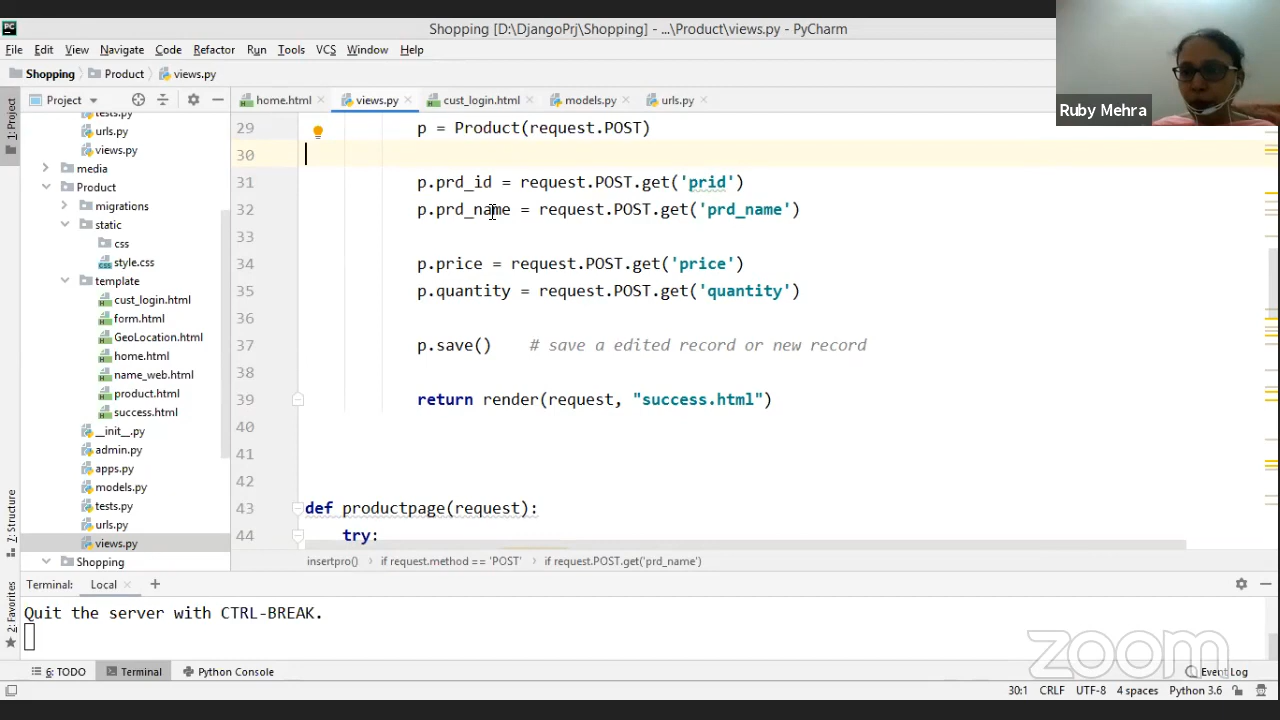 Shopping [D:\DjangoPrj\Shopping] - ...\Product\views.py - PyCharm
File Edit View Navigate Code Refactor Run Tools VCS Window Help
Shopping Product views.py
Ruby Mehra
Project home.html views.py cust_login.html models.py urls.py
1: Project
tests.py
urls.py
views.py
media
Product
migrations
static
css
style.css
template
cust_login.html
form.html
GeoLocation.html
home.html
name_web.html
product.html
success.html
__init__.py
admin.py
apps.py
models.py
tests.py
urls.py
views.py
Shopping
29 p = Product(request.POST)
30
31 p.prd_id = request.POST.get('prid')
32 p.prd_name = request.POST.get('prd_name')
33
34 p.price = request.POST.get('price')
35 p.quantity = request.POST.get('quantity')
36
37 p.save() # save a edited record or new record
38
39 return render(request, "success.html")
40
41
42
43 def productpage(request):
44 try:
insertpro() if request.method == 'POST' if request.POST.get('prd_name')
7: Structure
2: Favorites
Terminal: Local
Quit the server with CTRL-BREAK.
zoom
6: TODO Terminal Python Console Event Log
30:1 CRLF UTF-8 4 spaces Python 3.6